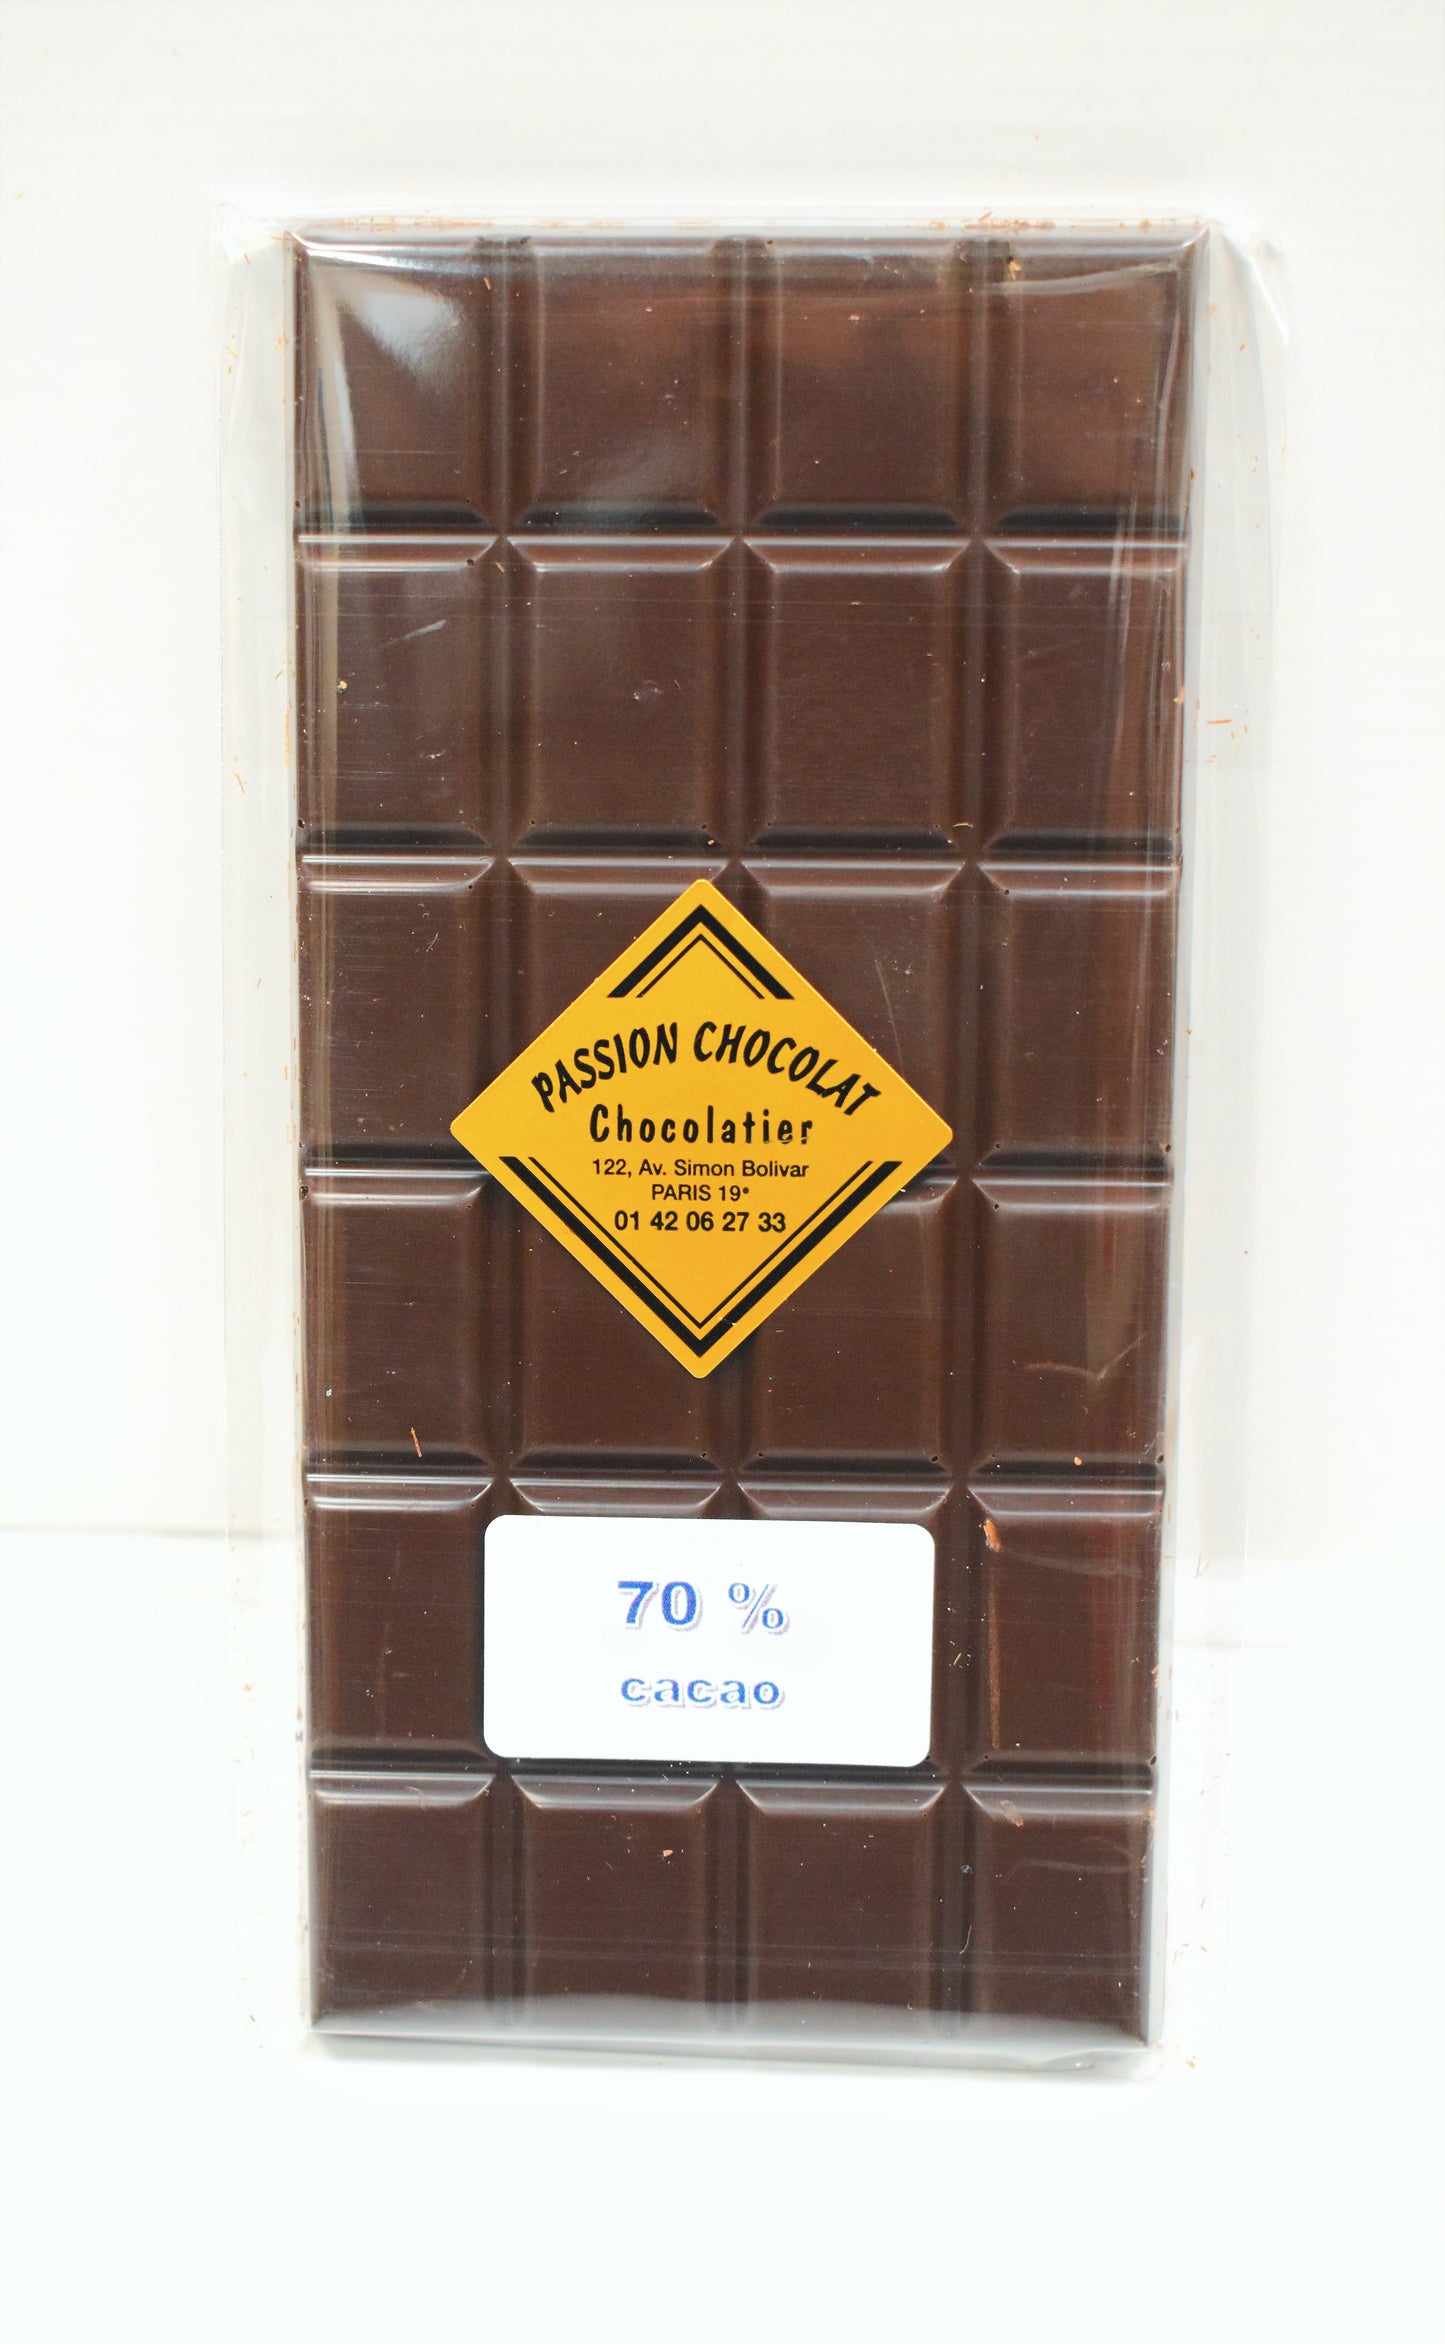 PASSION CHOCOLAT
Chocolatier
122, Av. Simon Bolivar
PARIS 19e
01 42 06 27 33
70 %
cacao